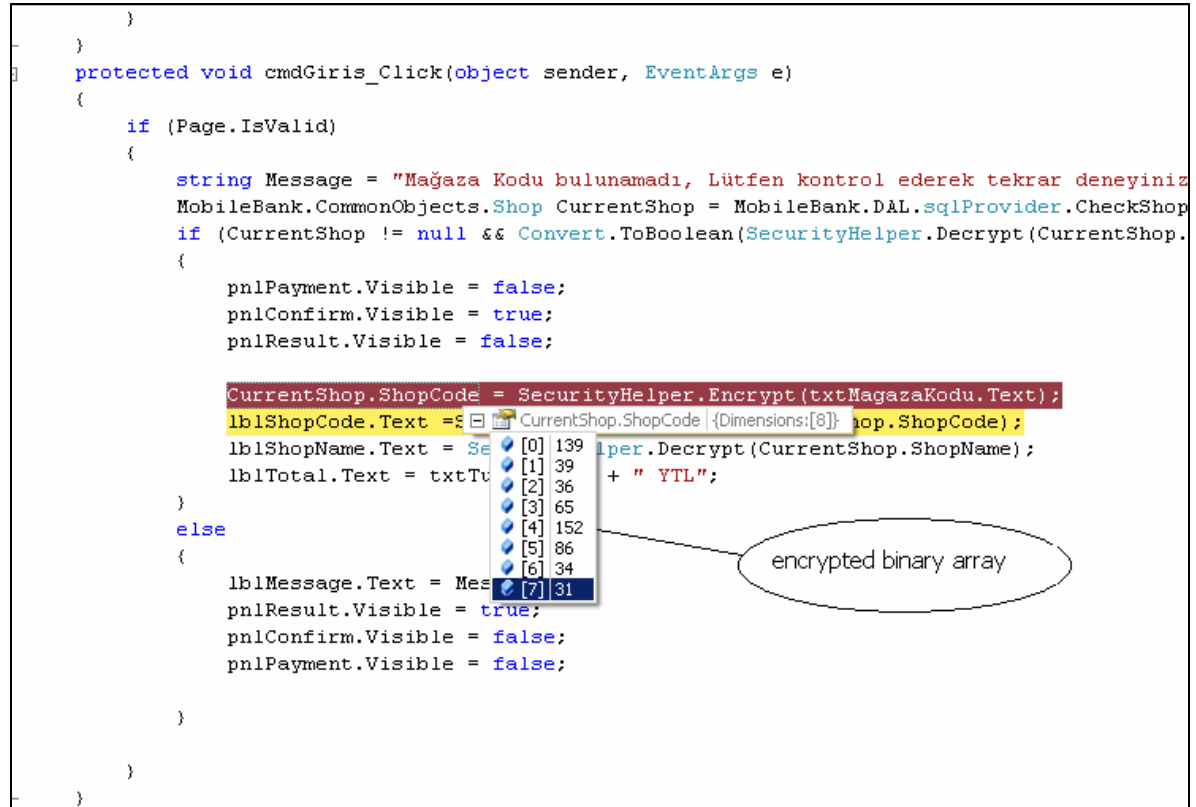 }
}
protected void cmdGiris_Click(object sender, EventArgs e)
{
if (Page.IsValid)
{
string Message = "Mağaza Kodu bulunamadı, Lütfen kontrol ederek tekrar deneyiniz
MobileBank.CommonObjects.Shop CurrentShop = MobileBank.DAL.sqlProvider.CheckShop
if (CurrentShop != null && Convert.ToBoolean(SecurityHelper.Decrypt(CurrentShop.
{
pnlPayment.Visible = false;
pnlConfirm.Visible = true;
pnlResult.Visible = false;
CurrentShop.ShopCode = SecurityHelper.Encrypt(txtMagazaKodu.Text);
lblShopCode.Text =S CurrentShop.ShopCode {Dimensions:[8]} op.ShopCode);
lblShopName.Text = Se [0] 139 lper.Decrypt(CurrentShop.ShopName);
[1] 39
lblTotal.Text = txtTu [2] 36 + " YTL";
} [3] 65
else [4] 152
{ [5] 86
encrypted binary array
[6] 34
lblMessage.Text = Mes [7] 31
pnlResult.Visible = true;
pnlConfirm.Visible = false;
pnlPayment.Visible = false;
}
}
}